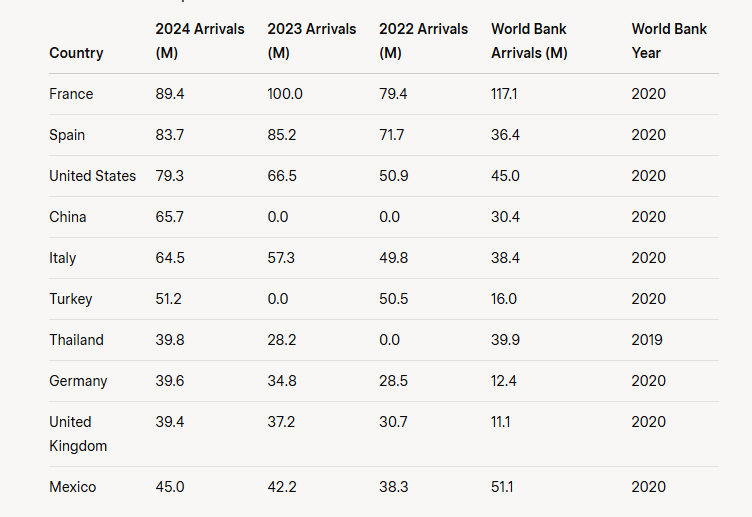 Country 2024 Arrivals (M) 2023 Arrivals (M) 2022 Arrivals (M) World Bank Arrivals (M) World Bank Year
France 89.4 100.0 79.4 117.1 2020
Spain 83.7 85.2 71.7 36.4 2020
United States 79.3 66.5 50.9 45.0 2020
China 65.7 0.0 0.0 30.4 2020
Italy 64.5 57.3 49.8 38.4 2020
Turkey 51.2 0.0 50.5 16.0 2020
Thailand 39.8 28.2 0.0 39.9 2019
Germany 39.6 34.8 28.5 12.4 2020
United Kingdom 39.4 37.2 30.7 11.1 2020
Mexico 45.0 42.2 38.3 51.1 2020